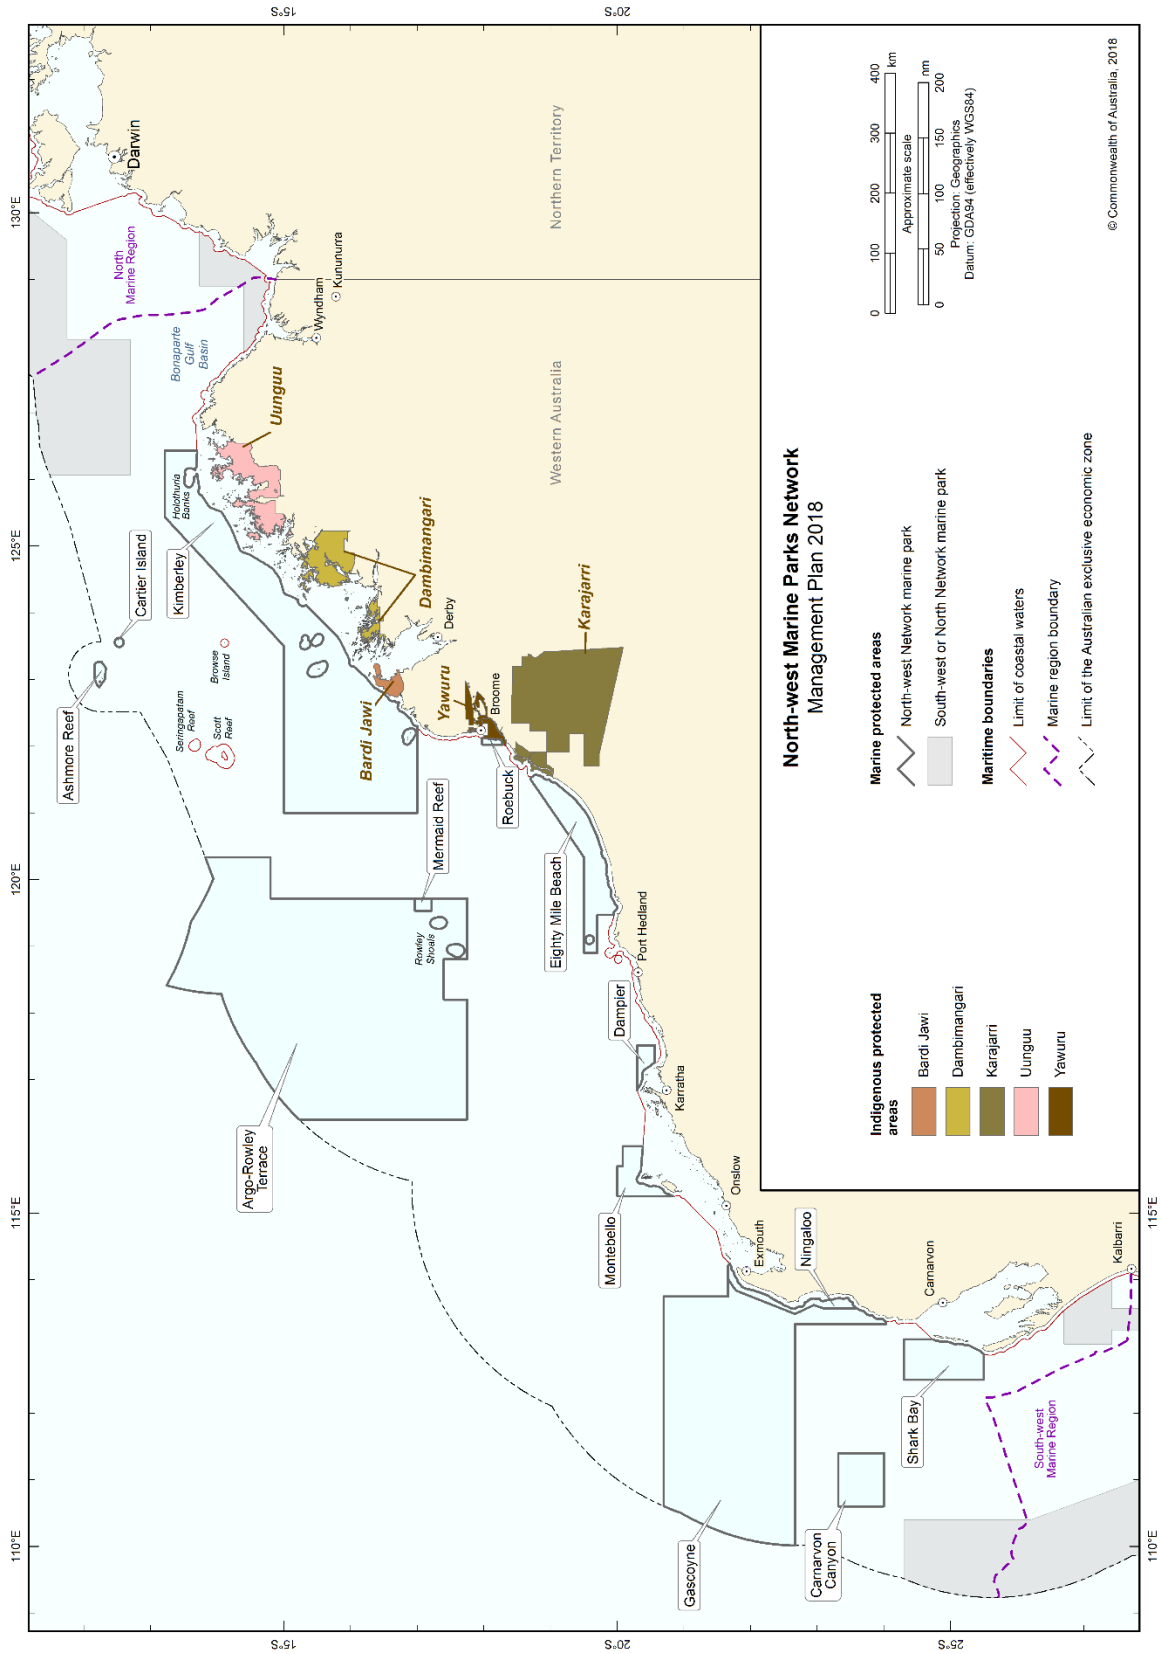 15°S
20°S
130°E
125°E
120°E
115°E
110°E
Darwin
North
Marine Region
Bonaparte
Gulf
Basin
Wyndham
Kununurra
Northern Territory
Western Australia
Uunguu
Holothuria
Banks
Kimberley
Cartier Island
Ashmore Reef
Browse
Island
Seringapatam
Reef
Scott
Reef
Dambimangari
Derby
Bardi Jawi
Yawuru
Broome
Karajarri
Roebuck
Mermaid Reef
Rowley
Shoals
Eighty Mile Beach
Port Hedland
Dampier
Karratha
Argo-Rowley
Terrace
Montebello
Onslow
Exmouth
Ningaloo
Carnarvon
Kalbarri
Shark Bay
South-west
Marine Region
Gascoyne
Carnarvon
Canyon
15°S
20°S
25°S
115°E
110°E
North-west Marine Parks Network
Management Plan 2018
Indigenous protected
areas
Bardi Jawi
Dambimangari
Karajarri
Uunguu
Yawuru
Marine protected areas
North-west Network marine park
South-west or North Network marine park
Maritime boundaries
Limit of coastal waters
Marine region boundary
Limit of the Australian exclusive economic zone
0 100 200 300 400
km
Approximate scale
nm
0 50 100 150 200
Projection: Geographics
Datum: GDA94 (effectively WGS84)
© Commonwealth of Australia, 2018